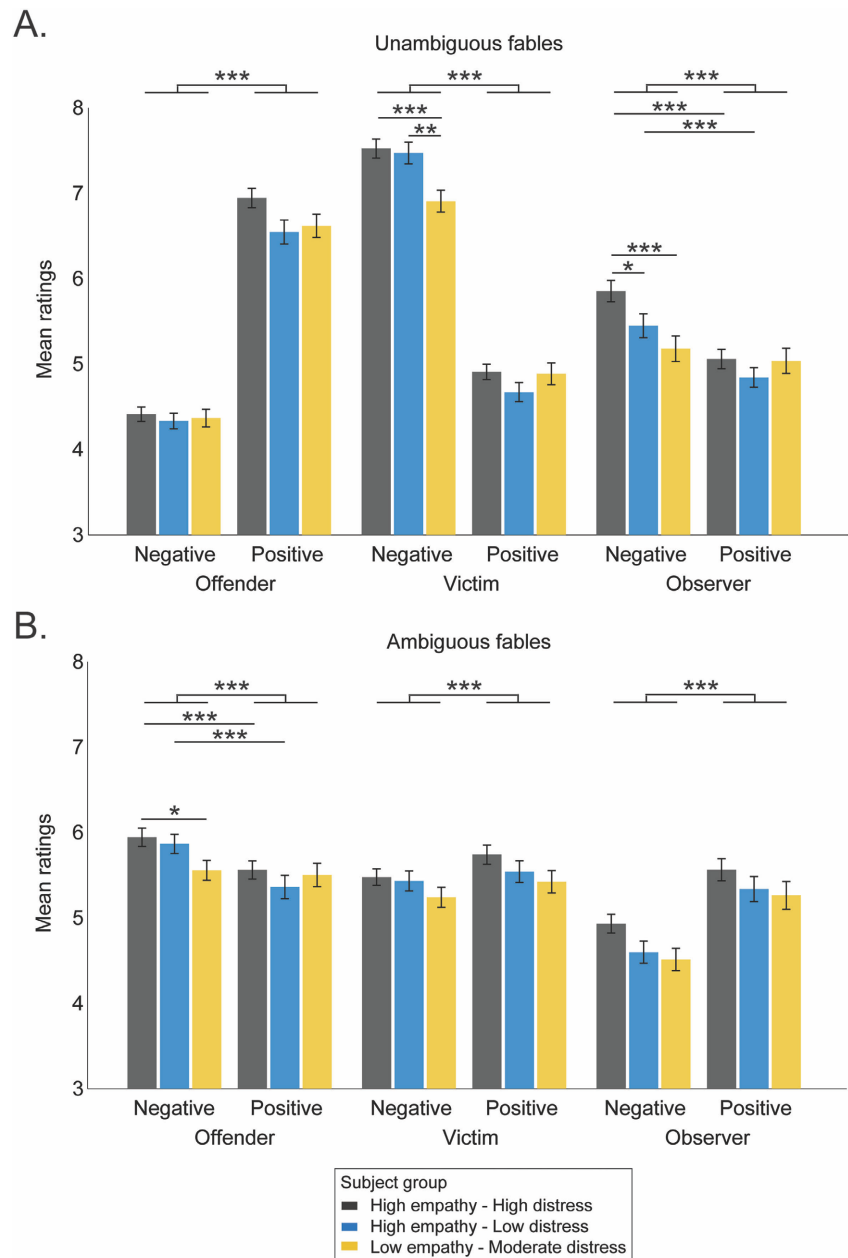 A.
Unambiguous fables
*** *** ***
*** ***
** ***
8
7
6
5
4
3
Mean ratings
***
*
Negative Positive Negative Positive Negative Positive
Offender Victim Observer
B.
Ambiguous fables
8
*** *** ***
***
***
7
6
5
4
3
Mean ratings
*
Negative Positive Negative Positive Negative Positive
Offender Victim Observer
Subject group
High empathy - High distress
High empathy - Low distress
Low empathy - Moderate distress